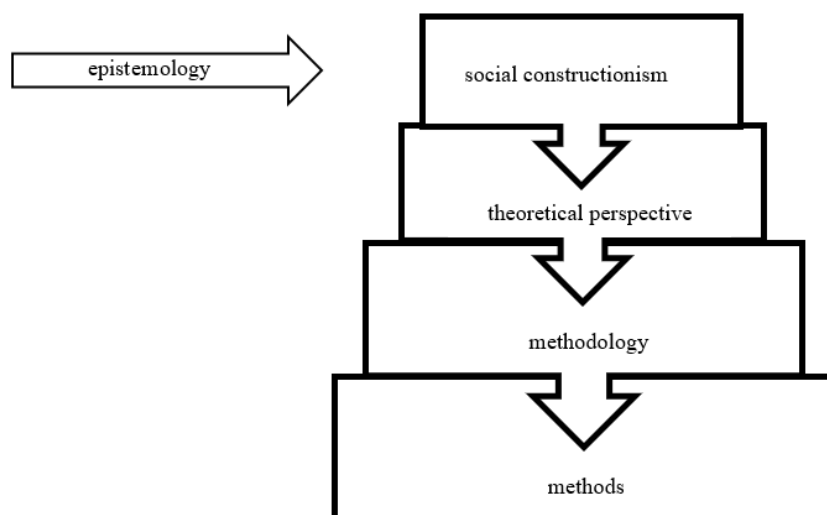 epistemology
social constructionism
theoretical perspective
methodology
methods